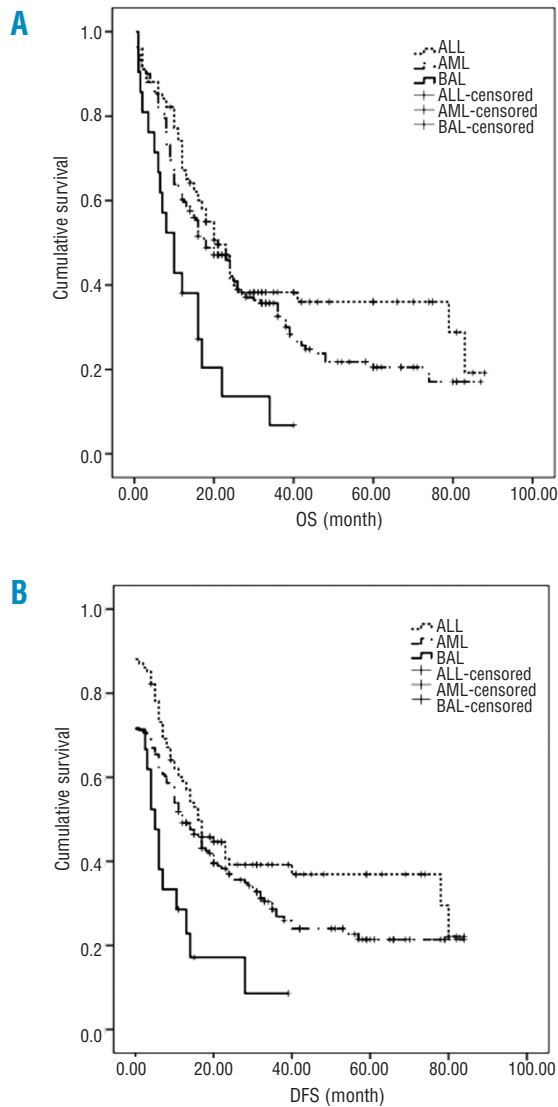 A
1.0
0.8
0.6
0.4
0.2
0.0
Cumulative survival
ALL
AML
BAL
ALL-censored
AML-censored
BAL-censored
0.00 20.00 40.00 60.00 80.00 100.00
OS (month)
B
1.0
0.8
0.6
0.4
0.2
0.0
Cumulative survival
ALL
AML
BAL
ALL-censored
AML-censored
BAL-censored
0.00 20.00 40.00 60.00 80.00 100.00
DFS (month)